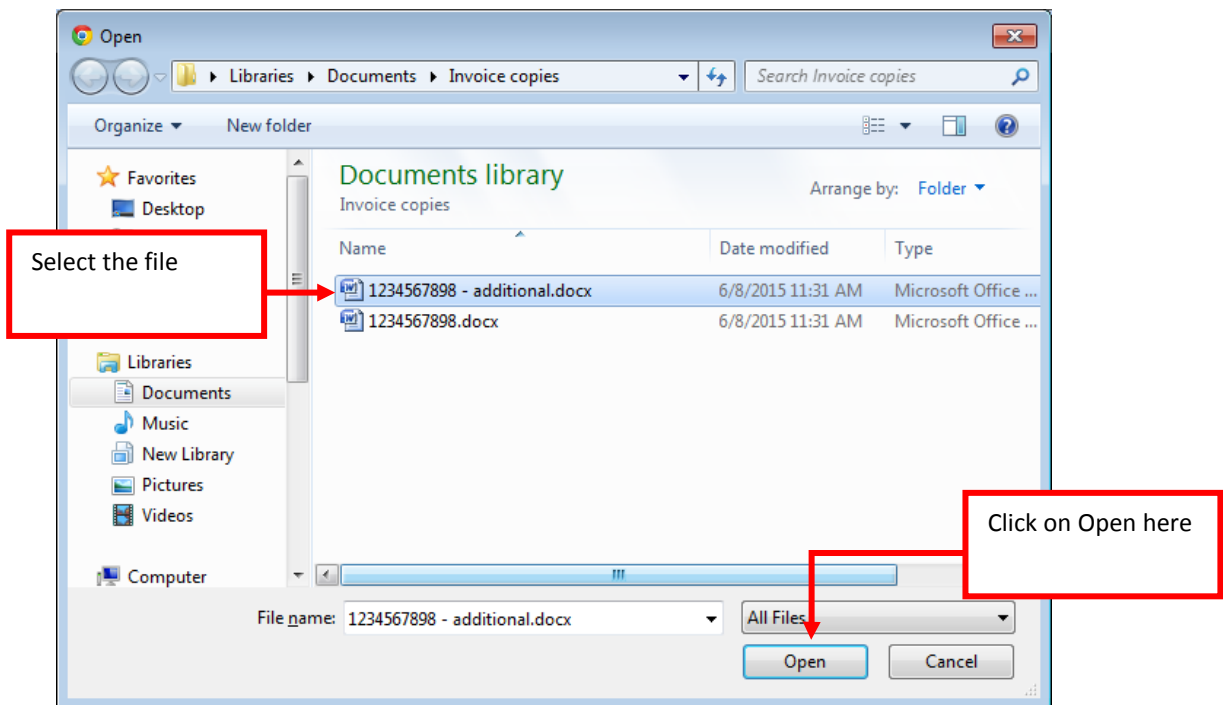 Open
Libraries Documents Invoice copies
Search Invoice copies
Organize New folder
Favorites
Desktop
Libraries
Documents
Music
New Library
Pictures
Videos
Computer
Documents library
Invoice copies
Arrange by: Folder
Name Date modified Type
1234567898 - additional.docx 6/8/2015 11:31 AM Microsoft Office ...
1234567898.docx 6/8/2015 11:31 AM Microsoft Office ...
Select the file
Click on Open here
File name: 1234567898 - additional.docx
All Files
Open Cancel